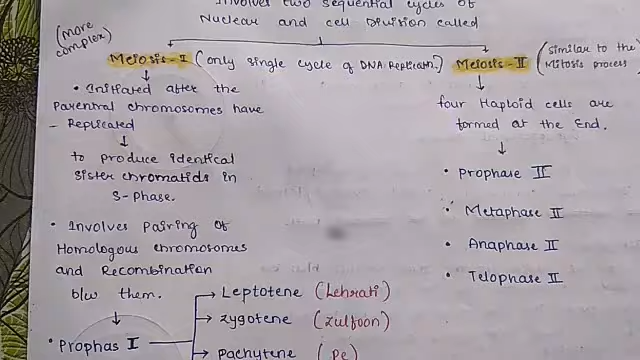 Involves two sequential cycles of
Nuclear and cell Division called
(more
complex)
Meiosis-I (only single cycle of DNA Replicatn.) Meiosis-II (similar to the
Mitosis process)
• Initiated after the
Parental chromosomes have
- Replicated
to produce identical
sister chromatids in
S-Phase.
• Involves Pairing of
Homologous chromosomes
and Recombination
b/w them.
• Prophas I
Leptotene (Lehrati)
Zygotene (Zulfoon)
Pachytene (Pe)
four Haploid cells are
formed at the End.
• Prophase II
• Metaphase II
• Anaphase II
• Telophase II